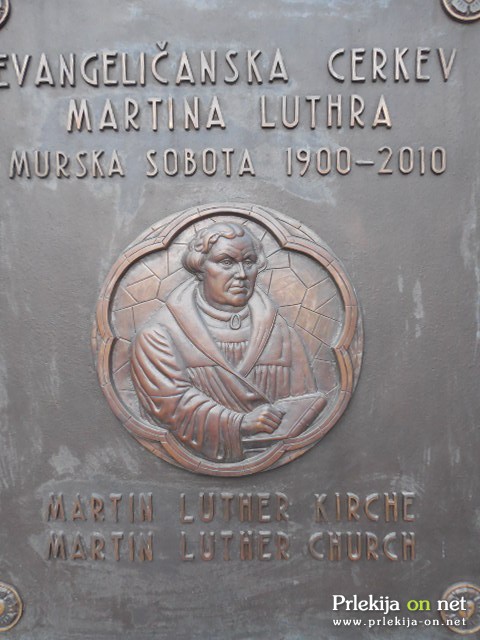 EVANGELIČANSKA CERKEV
MARTINA LUTHRA
MURSKA SOBOTA 1900-2010
MARTIN LUTHER KIRCHE
MARTIN LUTHER CHURCH
Prlekija on net
www.prlekija-on.net